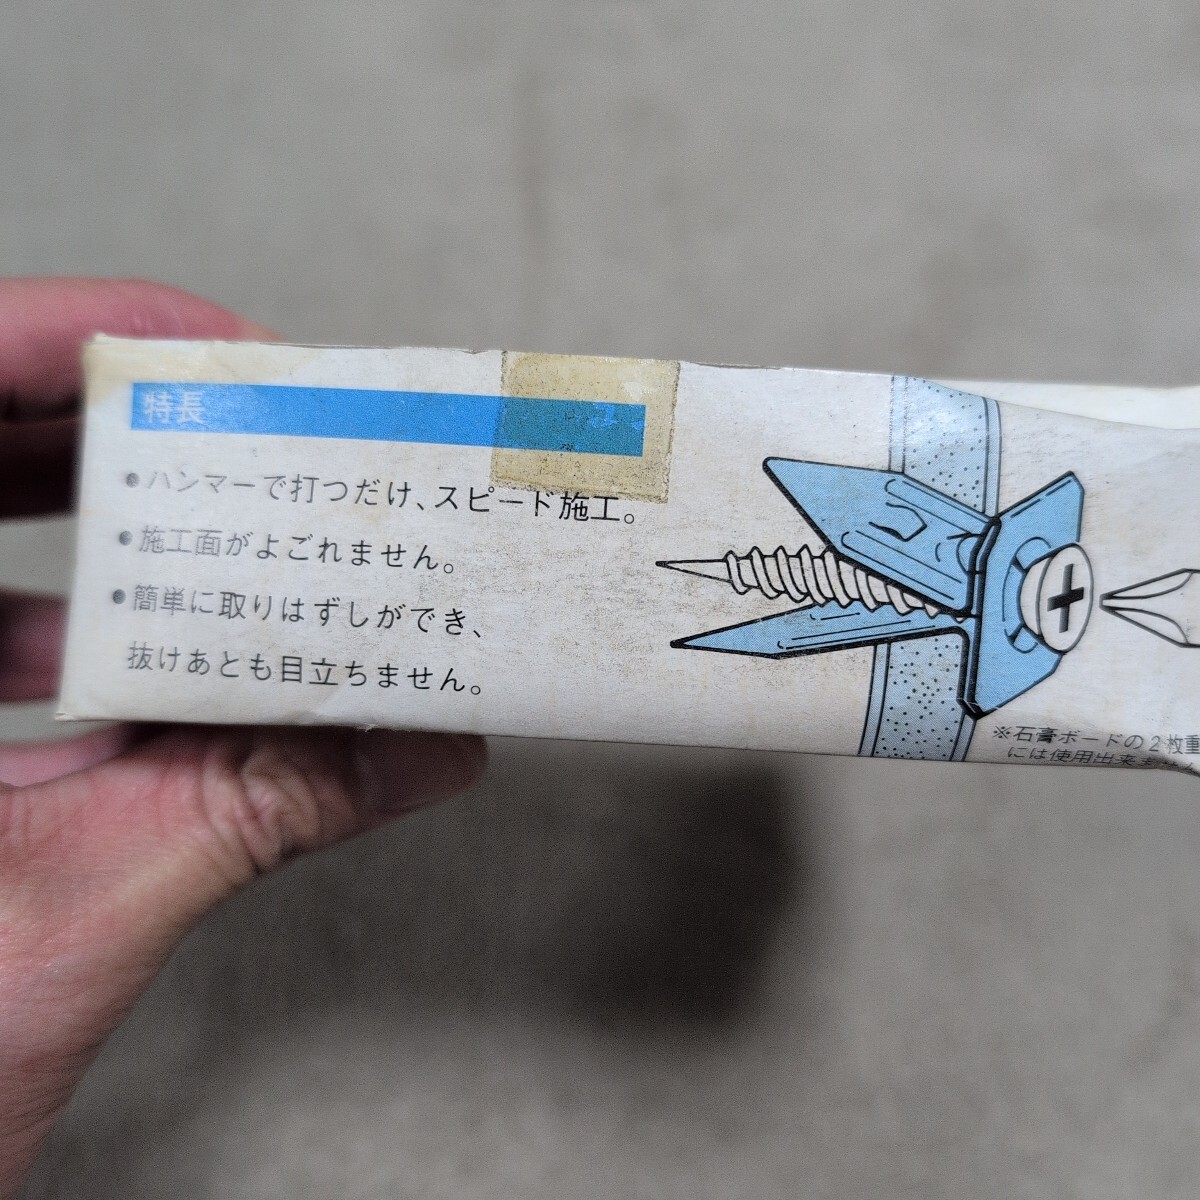 特長
●ハンマーで打つだけ、スピード施工。
●施工面がよごれません。
●簡単に取りはずしができ、
抜けあとも目立ちません。
※石膏ボードの2枚重
には使用出来ません